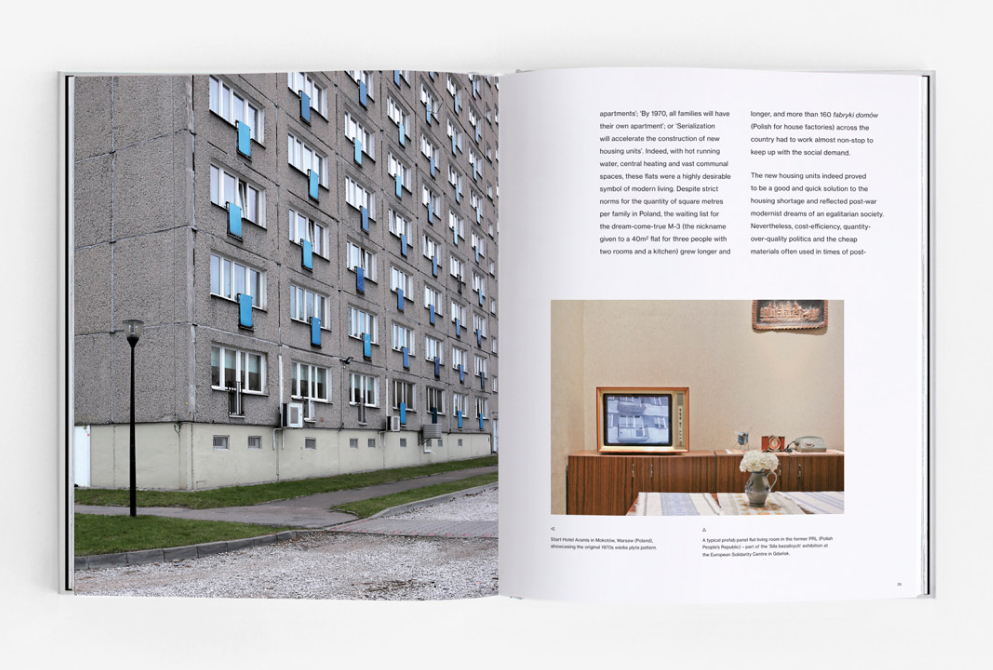 apartments'; 'By 1970, all families will have
their own apartment'; or 'Serialization
will accelerate the construction of new
housing units'. Indeed, with hot running
water, central heating and vast communal
spaces, these flats were a highly desirable
symbol of modern living. Despite strict
norms for the quantity of square metres
per family in Poland, the waiting list for
the dream-come-true M-3 (the nickname
given to a 40m² flat for three people with
two rooms and a kitchen) grew longer and
longer, and more than 160 fabryki domów
(Polish for house factories) across the
country had to work almost non-stop to
keep up with the social demand.
The new housing units indeed proved
to be a good and quick solution to the
housing shortage and reflected post-war
modernist dreams of an egalitarian society.
Nevertheless, cost-efficiency, quantity-
over-quality politics and the cheap
materials often used in times of post-
Start Hotel Aramis in Mokotów, Warsaw (Poland),
showcasing the original 1970s wielka płyta pattern.
A typical prefab panel flat living room in the former PRL (Polish
People's Republic) – part of the exhibition at
the European Solidarity Centre in Gdańsk.